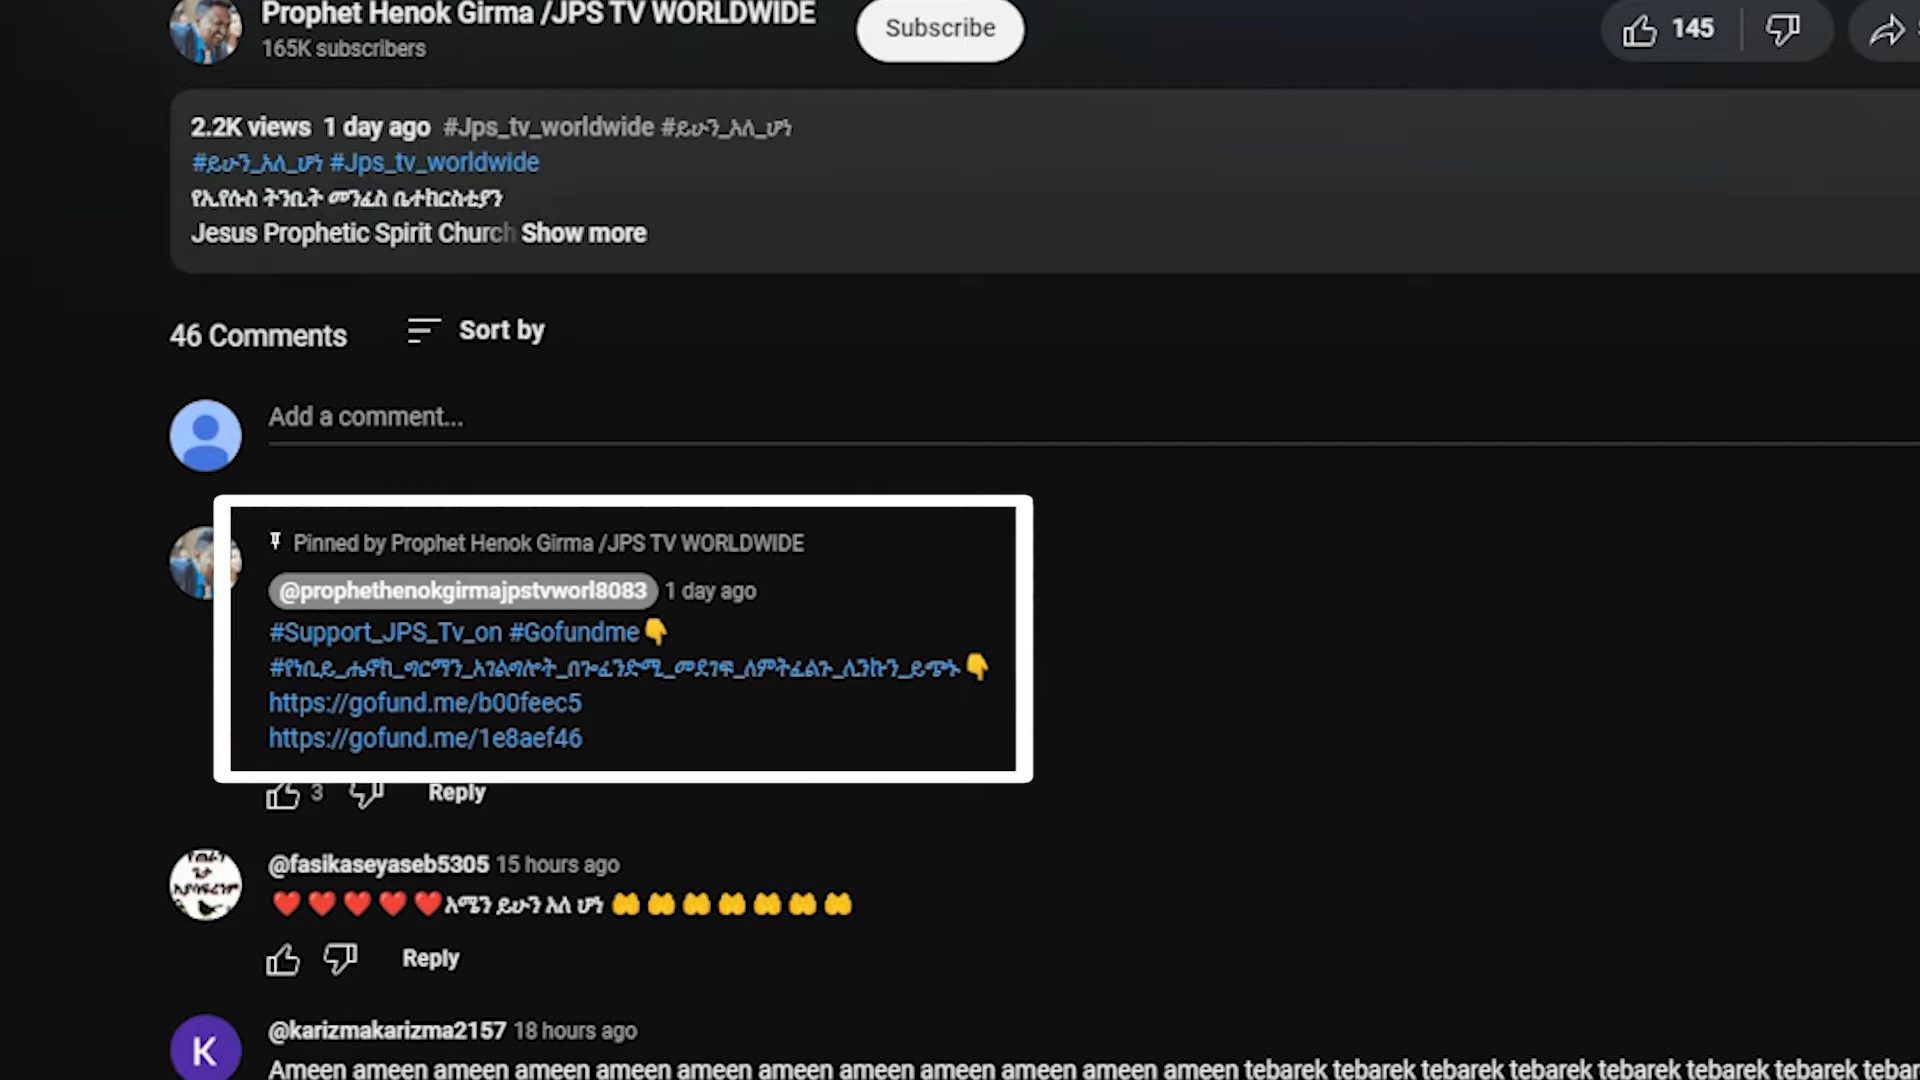 Prophet Henok Girma /JPS TV WORLDWIDE
165K subscribers
Subscribe
145
2.2K views 1 day ago #Jps_tv_worldwide #ይሁን_አለ_ሆነ
#ይሁን_አለ_ሆነ #Jps_tv_worldwide
የኢየሱስ ትንቢት መንፈስ ቤተክርስቲያን
Jesus Prophetic Spirit Church Show more
46 Comments
Sort by
Add a comment...
Pinned by Prophet Henok Girma /JPS TV WORLDWIDE
@prophethenokgirmajpstvworl8083 1 day ago
#Support_JPS_Tv_on #Gofundme👇
#የነቢይ_ሔኖክ_ግርማን_አገልግሎት_በጎፈንድሚ_መደገፍ_ለምትፈልጉ_ሊንኩን_ይጭኑ👇
https://gofund.me/b00feec5
https://gofund.me/1e8aef46
3
Reply
@fasikaseyaseb5305 15 hours ago
❤️❤️❤️❤️❤️አሜን ይሁን አለ ሆነ 🤲🤲🤲🤲🤲🤲🤲
Reply
K
@karizmakarizma2157 18 hours ago
Ameen ameen ameen ameen ameen ameen ameen ameen ameen ameen ameen ameen tebarek tebarek tebarek tebarek tebarek tebarek tebarek